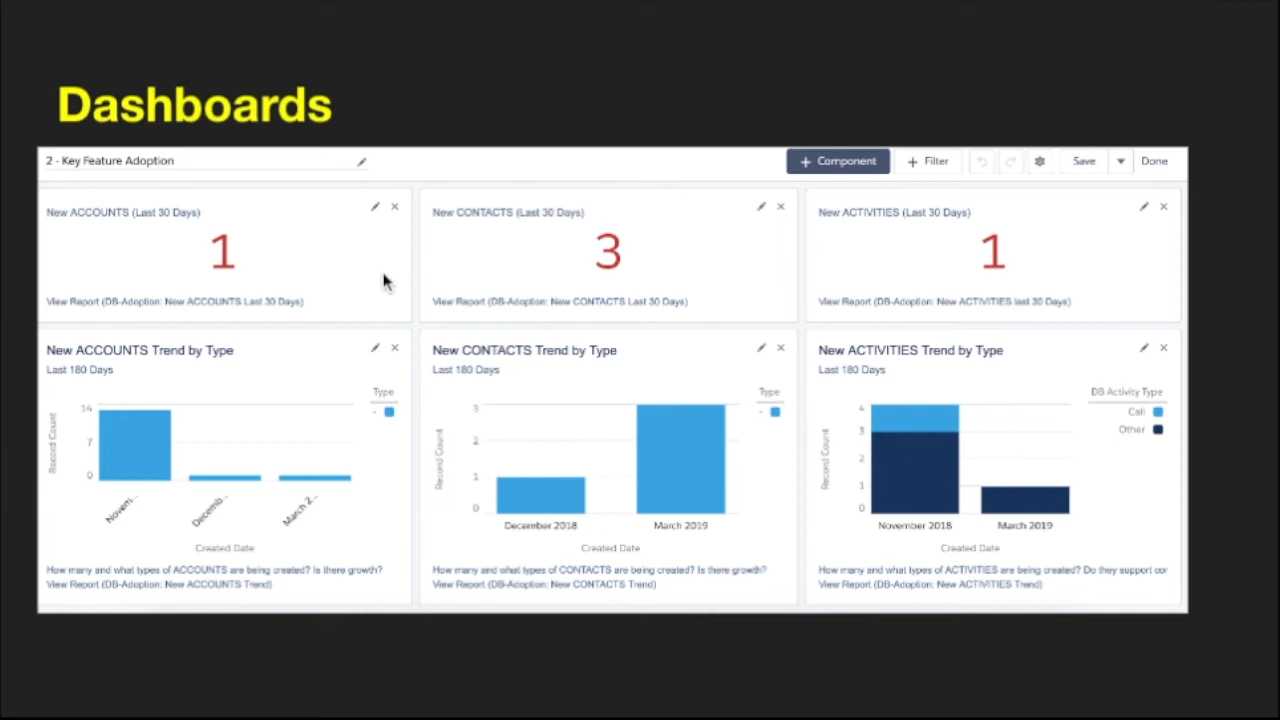 Dashboards
2 - Key Feature Adoption
+ Component
+ Filter
Save
Done
New ACCOUNTS (Last 30 Days)
1
View Report (DB-Adoption: New ACCOUNTS Last 30 Days)
New CONTACTS (Last 30 Days)
3
View Report (DB-Adoption: New CONTACTS Last 30 Days)
New ACTIVITIES (Last 30 Days)
1
View Report (DB-Adoption: New ACTIVITIES last 30 Days)
New ACCOUNTS Trend by Type
Last 180 Days
Type
-
Record Count
14
7
0
Novem...
Decemb...
March 2...
Created Date
How many and what types of ACCOUNTS are being created? Is there growth?
View Report (DB-Adoption: New ACCOUNTS Trend)
New CONTACTS Trend by Type
Last 180 Days
Type
-
Record Count
3
2
1
0
December 2018
March 2019
Created Date
How many and what types of CONTACTS are being created? Is there growth?
View Report (DB-Adoption: New CONTACTS Trend)
New ACTIVITIES Trend by Type
Last 180 Days
DB Activity Type
Call
Other
Record Count
4
3
2
1
0
November 2018
March 2019
Created Date
How many and what types of ACTIVITIES are being created? Do they support cor
View Report (DB-Adoption: New ACTIVITIES Trend)